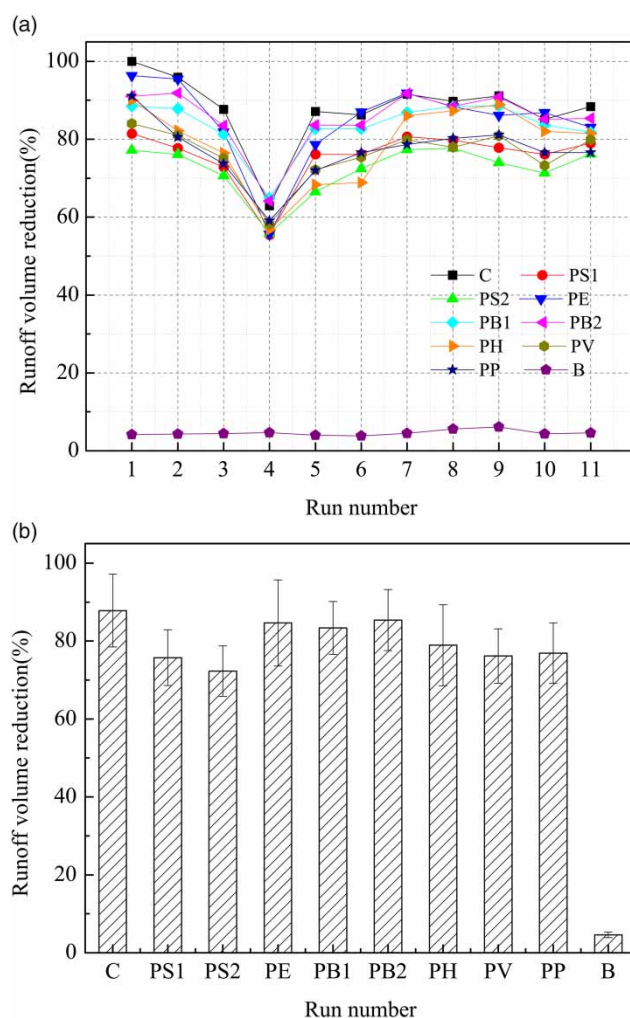 (a)
100
80
60
40
20
0
Runoff volume reduction(%)
C PS1
PS2 PE
PB1 PB2
PH PV
PP B
1 2 3 4 5 6 7 8 9 10 11
Run number
(b)
100
80
60
40
20
0
Runoff volume reduction(%)
C PS1 PS2 PE PB1 PB2 PH PV PP B
Run number